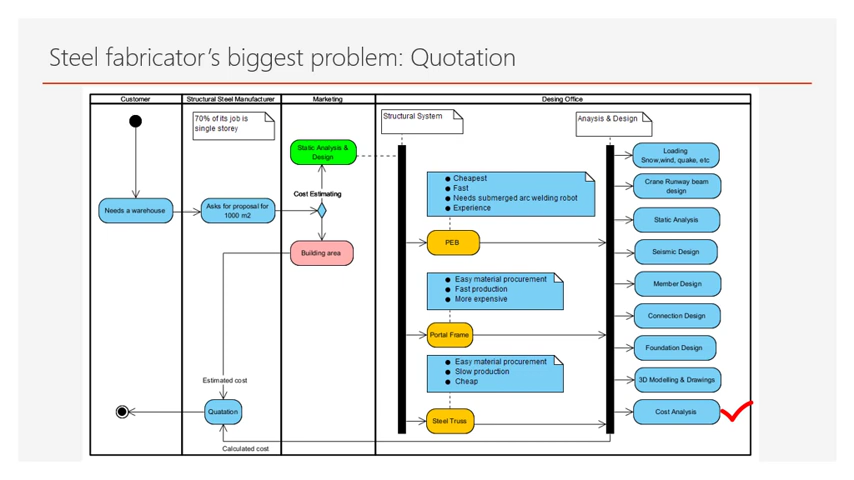 Steel fabricator's biggest problem: Quotation
Customer
Structural Steel Manufacturer
Marketing
Desing Office
70% of its job is
single storey
Structural System
Anaysis & Design
Static Analysis &
Design
Loading
Snow,wind, quake, etc
Cost Estimating
Cheapest
Fast
Needs submerged arc welding robot
Experience
Crane Runway beam
design
Needs a warehouse
Asks for proposal for
1000 m2
Static Analysis
Building area
PEB
Seismic Design
Easy material procurement
Fast production
More expensive
Member Design
Connection Design
Portal Frame
Foundation Design
Easy material procurement
Slow production
Cheap
Estimated cost
3D Modelling & Drawings
Quatation
Steel Truss
Cost Analysis
Calculated cost